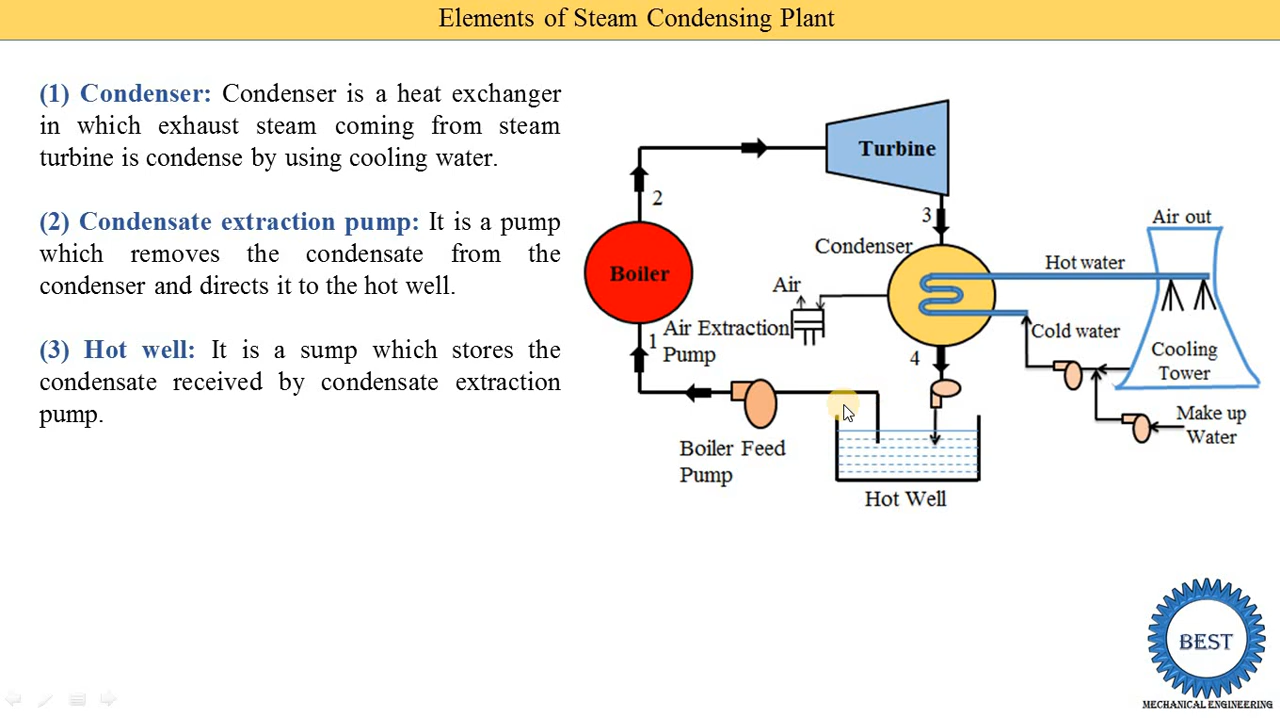 Elements of Steam Condensing Plant
(1) Condenser: Condenser is a heat exchanger
in which exhaust steam coming from steam
turbine is condense by using cooling water.
(2) Condensate extraction pump: It is a pump
which removes the condensate from the
condenser and directs it to the hot well.
(3) Hot well: It is a sump which stores the
condensate received by condensate extraction
pump.
Turbine
2
3
Air out
Condenser
Hot water
Boiler
Air
Air Extraction
Pump
1
Cold water
4
Cooling
Tower
Make up
Water
Boiler Feed
Pump
Hot Well
BEST
MECHANICAL ENGINEERING